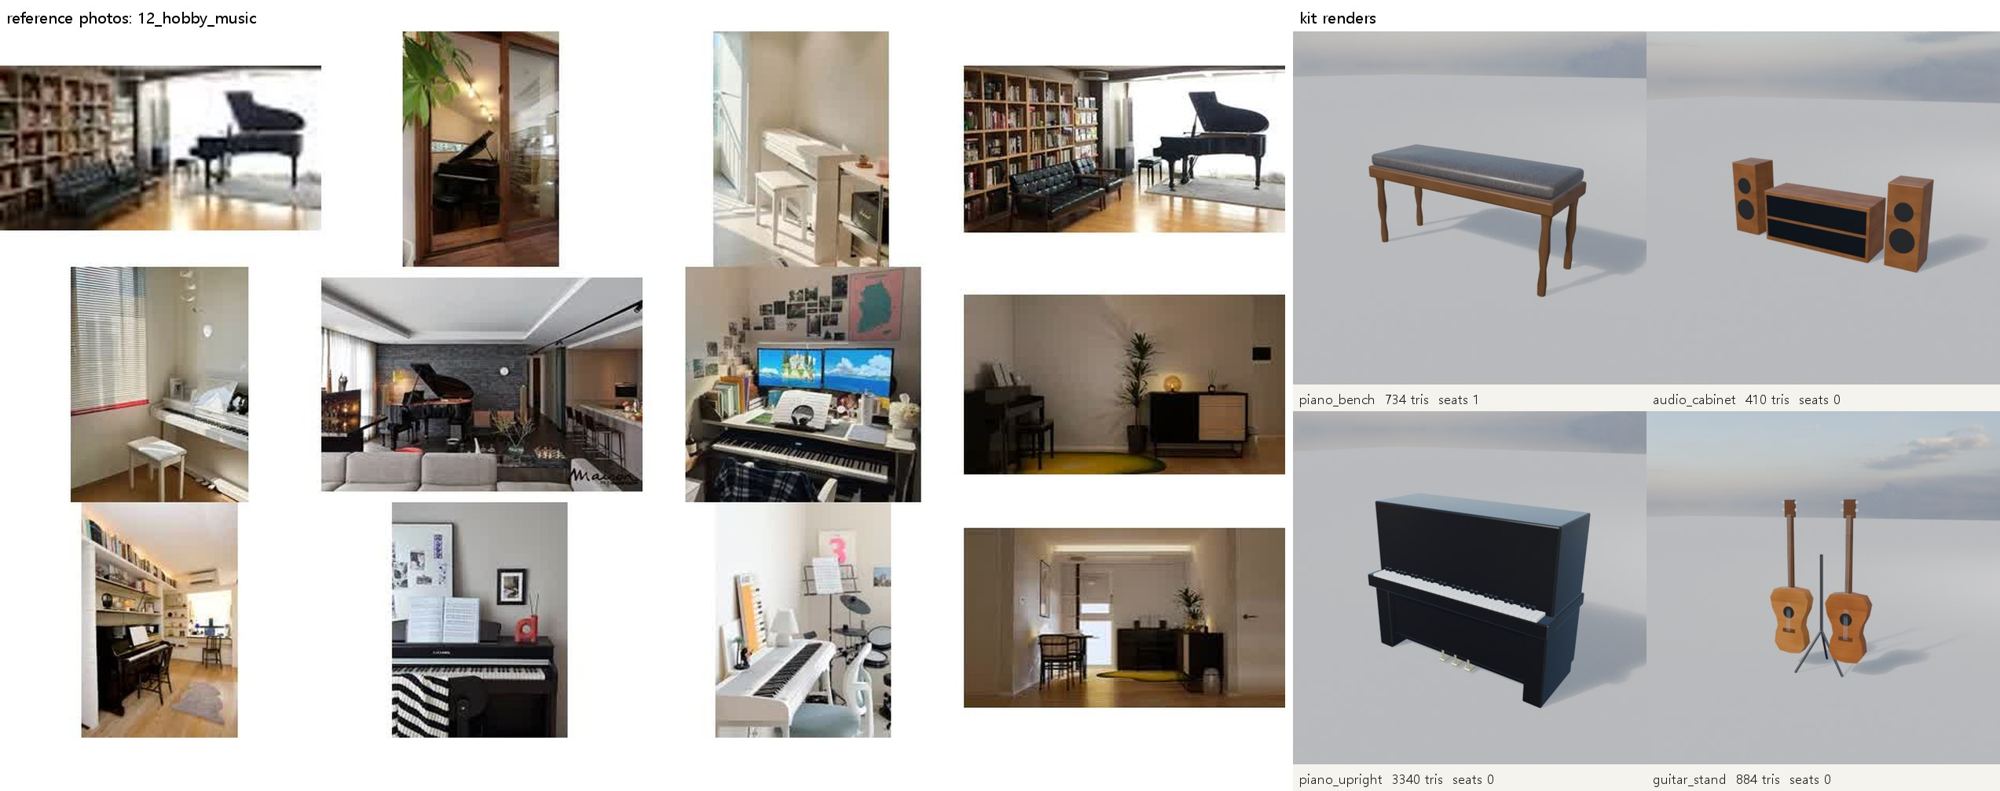 reference photos: 12_hobby_music
kit renders
Maison
piano_bench 734 tris seats 1
audio_cabinet 410 tris seats 0
piano_upright 3340 tris seats 0
guitar_stand 884 tris seats 0